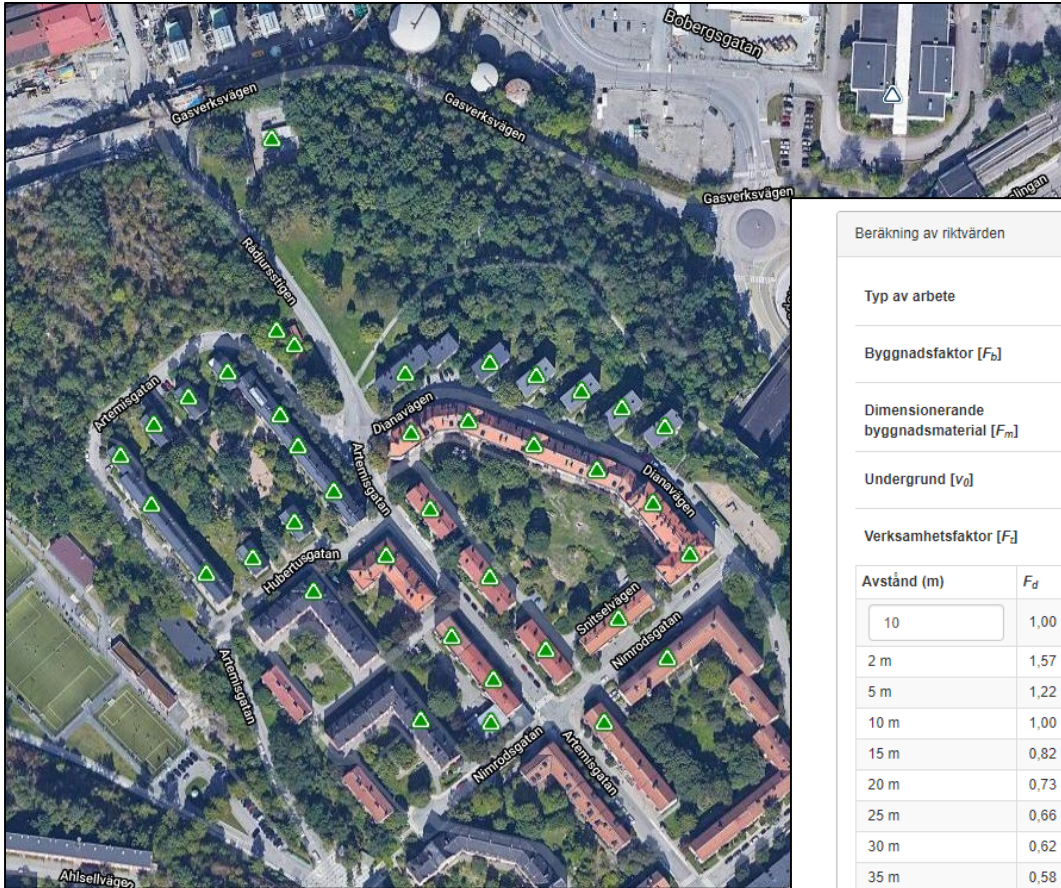 Bobergsgatan
Gasverksvägen
Gasverksvägen
Gasverksvägen
Rådjursstigen
Artemisgatan
Dianavägen
Dianavägen
Artemisgatan
Hubertusgatan
Snitselvägen
Nimrodsgatan
Artemisgatan
Nimrodsgatan
Artemisgatan
Ahlsellvägen
Beräkning av riktvärden
Typ av arbete
Byggnadsfaktor [Fb]
Dimensionerande
byggnadsmaterial [Fm]
Undergrund [v0]
Verksamhetsfaktor [Ft]
Avstånd (m) Fd
10 1,00
2 m 1,57
5 m 1,22
10 m 1,00
15 m 0,82
20 m 0,73
25 m 0,66
30 m 0,62
35 m 0,58